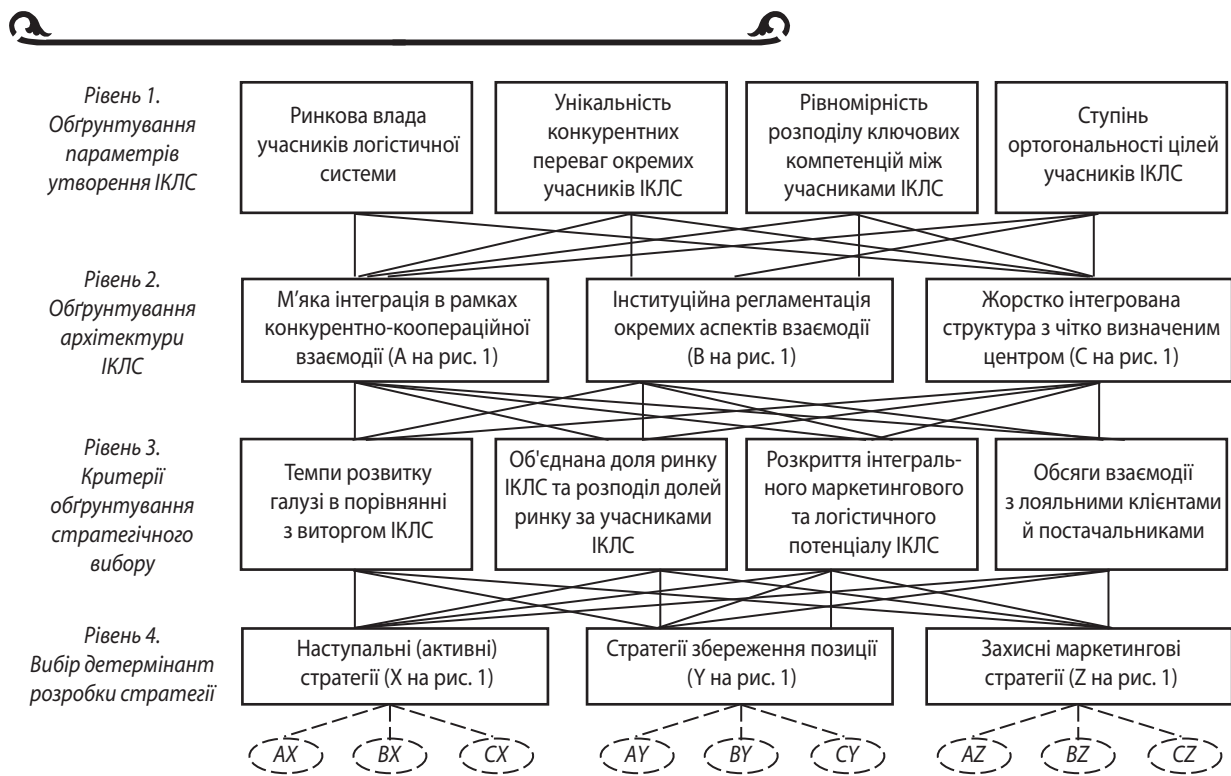 Рівень 1.
Обґрунтування
параметрів
утворення ІКЛС
Ринкова влада
учасників логістичної
системи
Унікальність
конкурентних
переваг окремих
учасників ІКЛС
Рівномірність
розподілу ключових
компетенцій між
учасниками ІКЛС
Ступінь
ортогональності цілей
учасників ІКЛС
Рівень 2.
Обґрунтування
архітектури
ІКЛС
М’яка інтеграція в рамках
конкурентно-коопераційної
взаємодії (А на рис. 1)
Інституційна регламентація
окремих аспектів взаємодії
(В на рис. 1)
Жорстко інтегрована
структура з чітко визначеним
центром (С на рис. 1)
Рівень 3.
Критерії
обґрунтування
стратегічного
вибору
Темпи розвитку
галузі в порівнянні
з виторгом ІКЛС
Об'єднана доля ринку
ІКЛС та розподіл долей
ринку за учасниками
ІКЛС
Розкриття інтеграль-
ного маркетингового
та логістичного
потенціалу ІКЛС
Обсяги взаємодії
з лояльними клієнтами
й постачальниками
Рівень 4.
Вибір детермінант
розробки стратегії
Наступальні (активні)
стратегії (X на рис. 1)
Стратегії збереження позиції
(Y на рис. 1)
Захисні маркетингові
стратегії (Z на рис. 1)
AX
BX
CX
AY
BY
CY
AZ
BZ
CZ